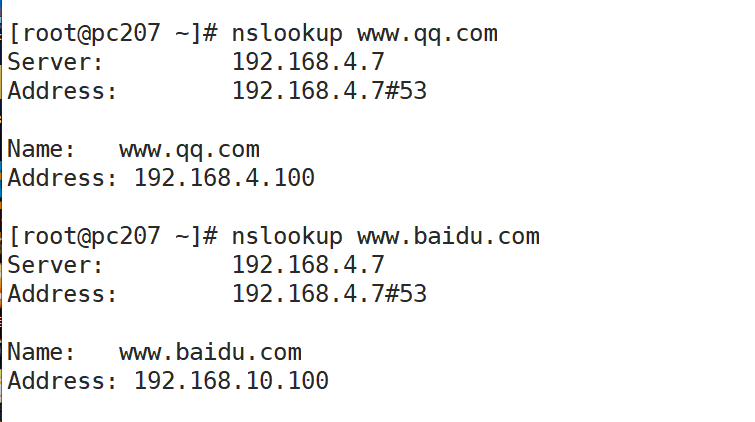 [root@pc207 ~]# nslookup www.qq.com
Server:         192.168.4.7
Address:        192.168.4.7#53
Name:   www.qq.com
Address: 192.168.4.100
[root@pc207 ~]# nslookup www.baidu.com
Server:         192.168.4.7
Address:        192.168.4.7#53
Name:   www.baidu.com
Address: 192.168.10.100